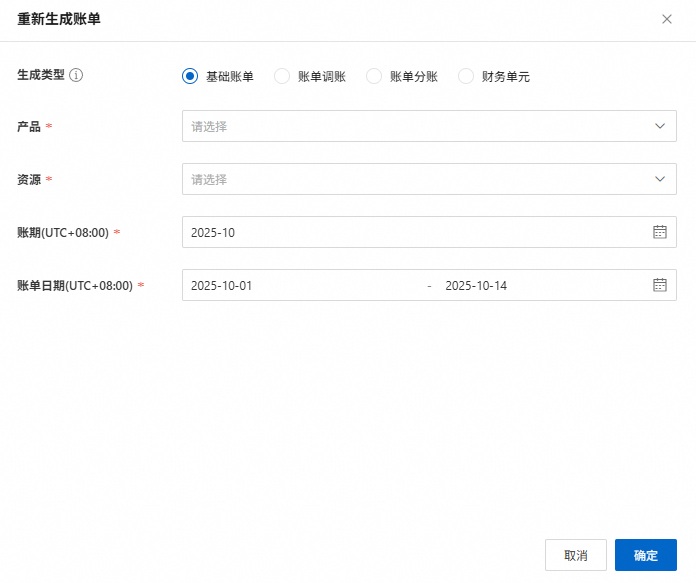 重新生成账单
生成类型
基础账单 账单调账 账单分账 财务单元
产品 *
请选择
资源 *
请选择
账期(UTC+08:00) *
2025-10
账单日期(UTC+08:00) *
2025-10-01 - 2025-10-14
取消 确定